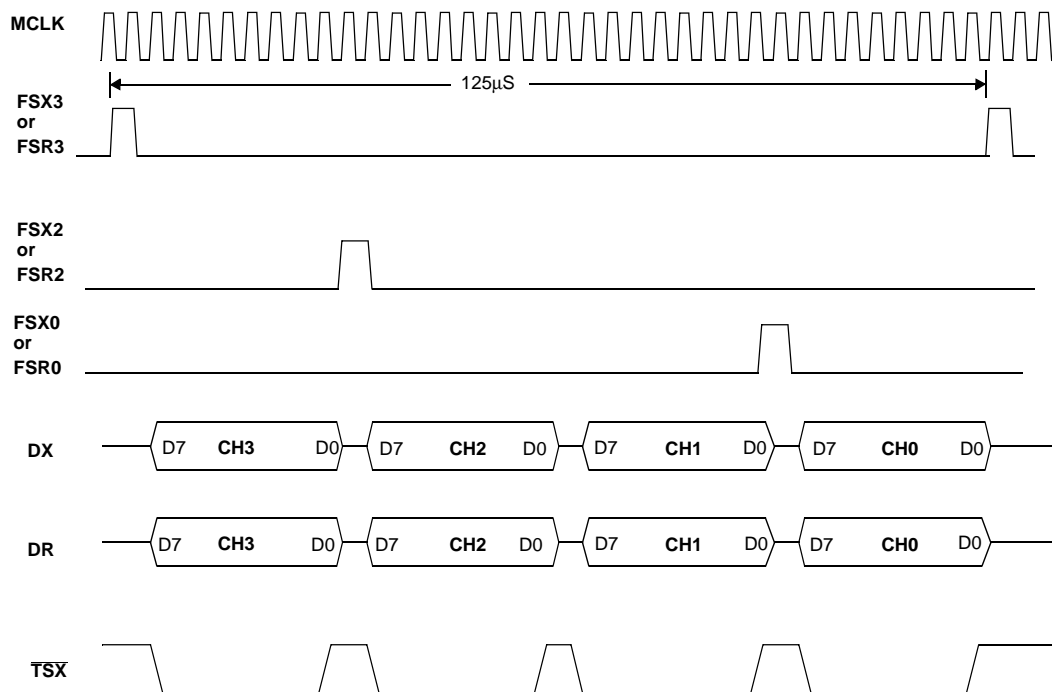 MCLK
125μS
FSX3
or
FSR3
FSX2
or
FSR2
FSX0
or
FSR0
DX D7 CH3 D0 D7 CH2 D0 D7 CH1 D0 D7 CH0 D0
DR D7 CH3 D0 D7 CH2 D0 D7 CH1 D0 D7 CH0 D0
TSX